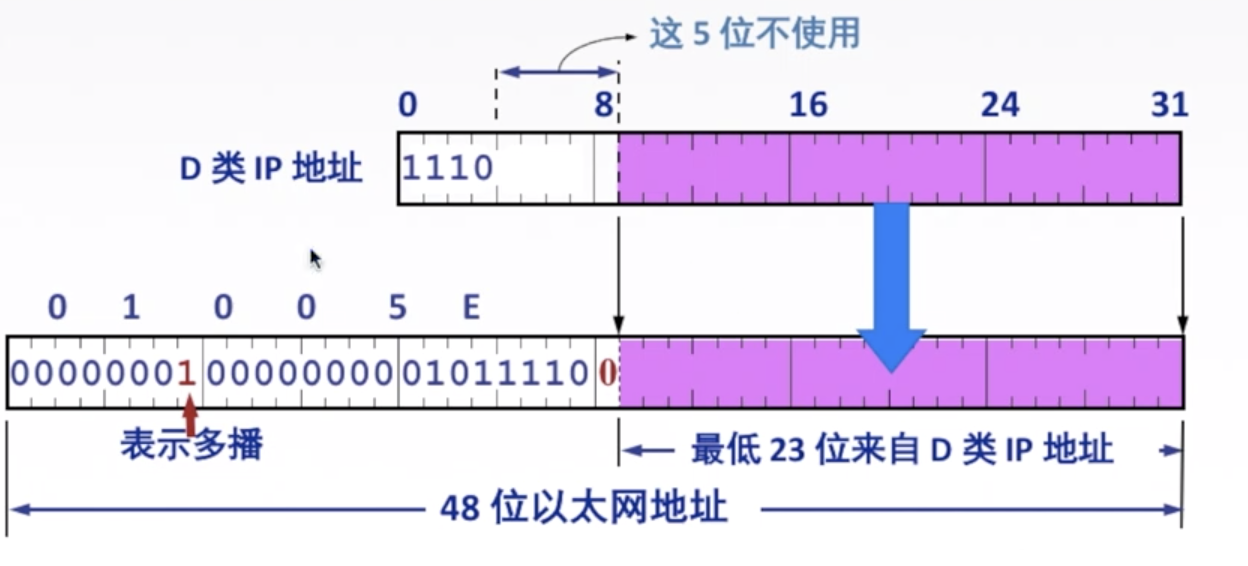 这 5 位不使用
0 8 16 24 31
D 类 IP 地址
1110
0 1 0 0 5 E
00000001 00000000 01011110 0
表示多播
最低 23 位来自 D 类 IP 地址
48 位以太网地址